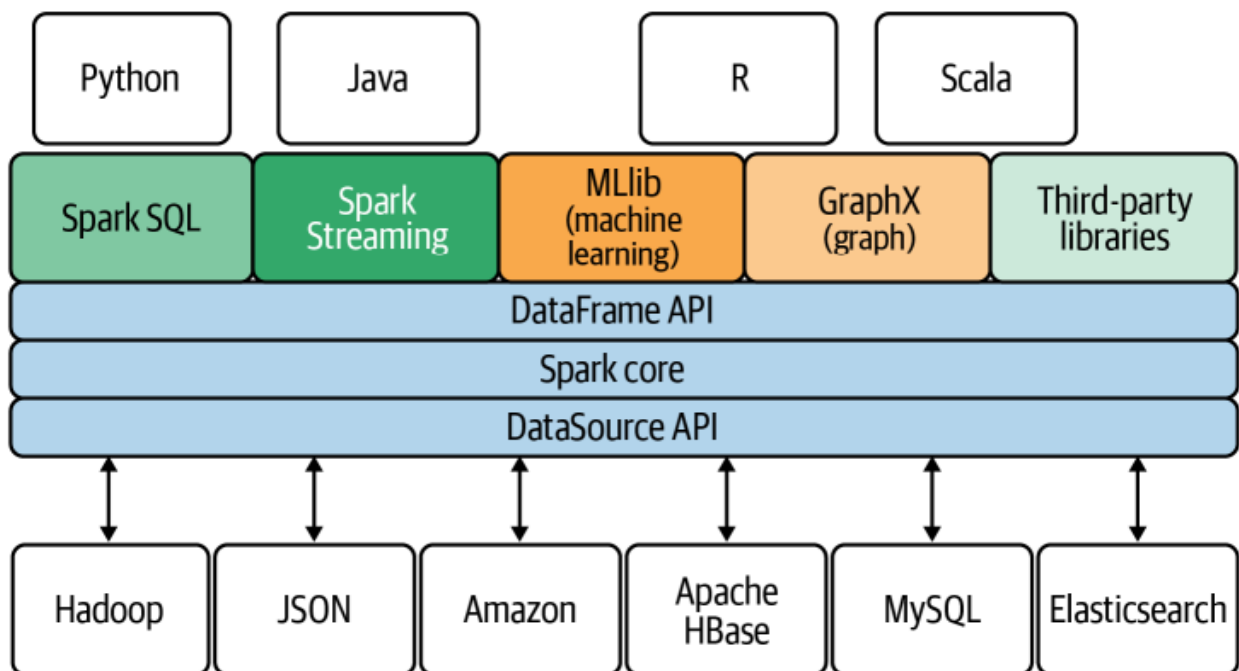 Python
Java
R
Scala
Spark SQL
Spark
Streaming
MLlib
(machine
learning)
GraphX
(graph)
Third-party
libraries
DataFrame API
Spark core
DataSource API
Hadoop
JSON
Amazon
Apache
HBase
MySQL
Elasticsearch